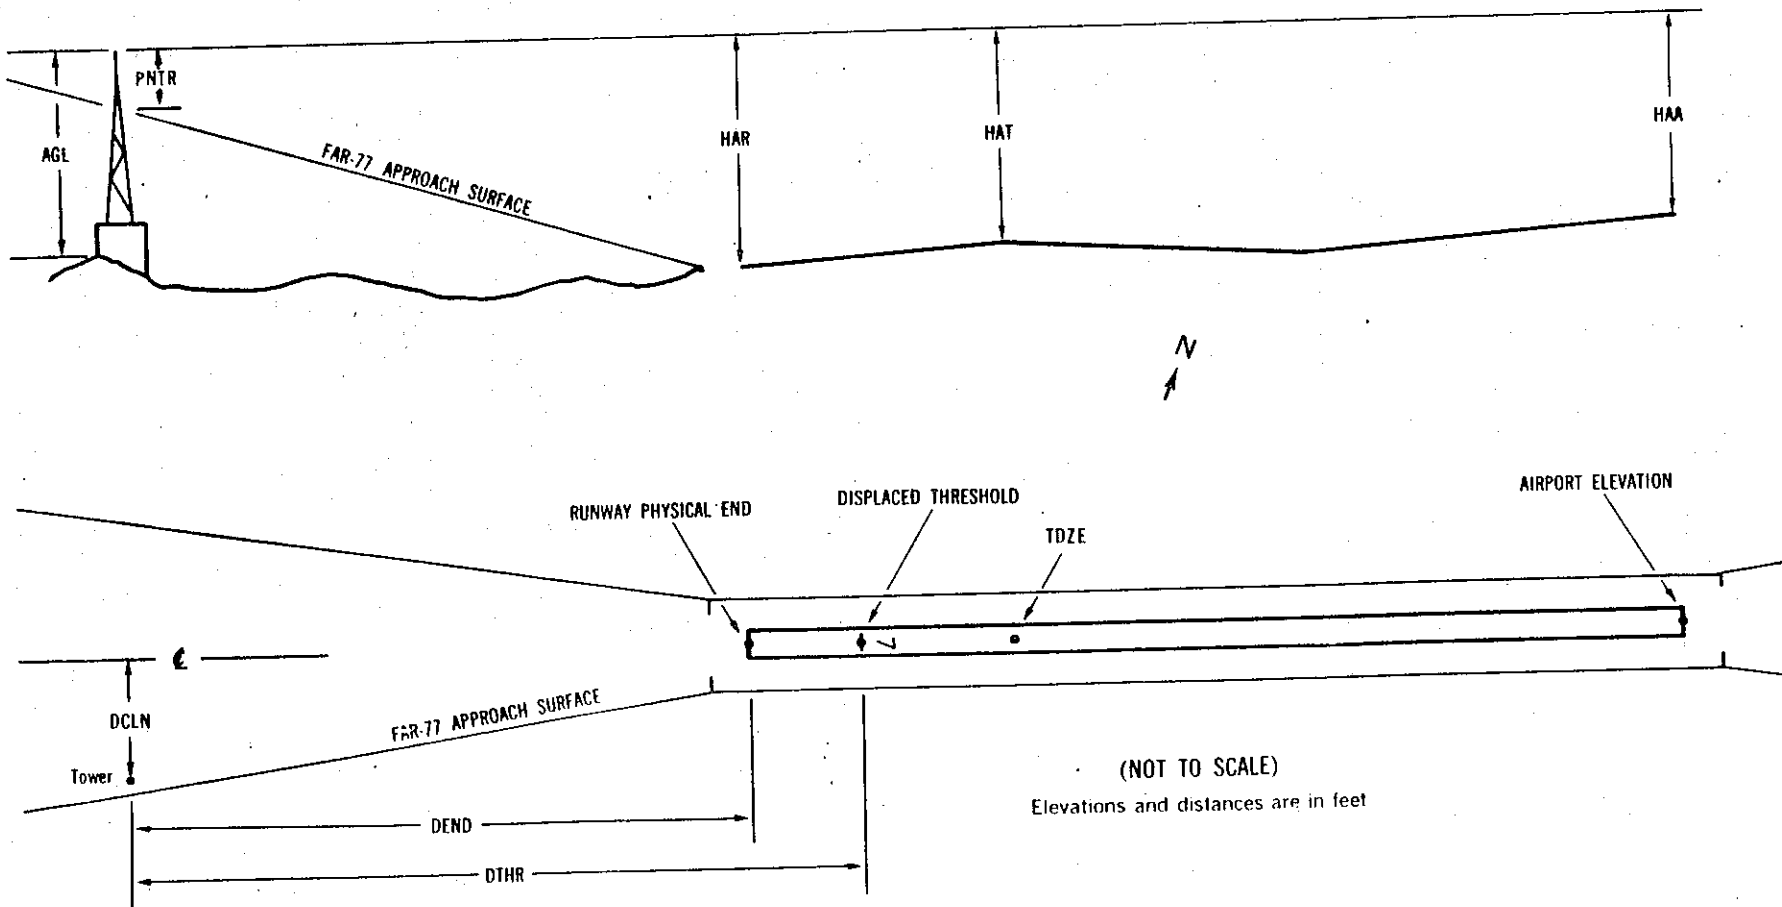 PNTR
AGL
HAR
HAT
HAA
FAR-77 APPROACH SURFACE
N
RUNWAY PHYSICAL END
DISPLACED THRESHOLD
TDZE
AIRPORT ELEVATION
7
℄
DCLN
Tower
FAR-77 APPROACH SURFACE
(NOT TO SCALE)
Elevations and distances are in feet
DEND
DTHR